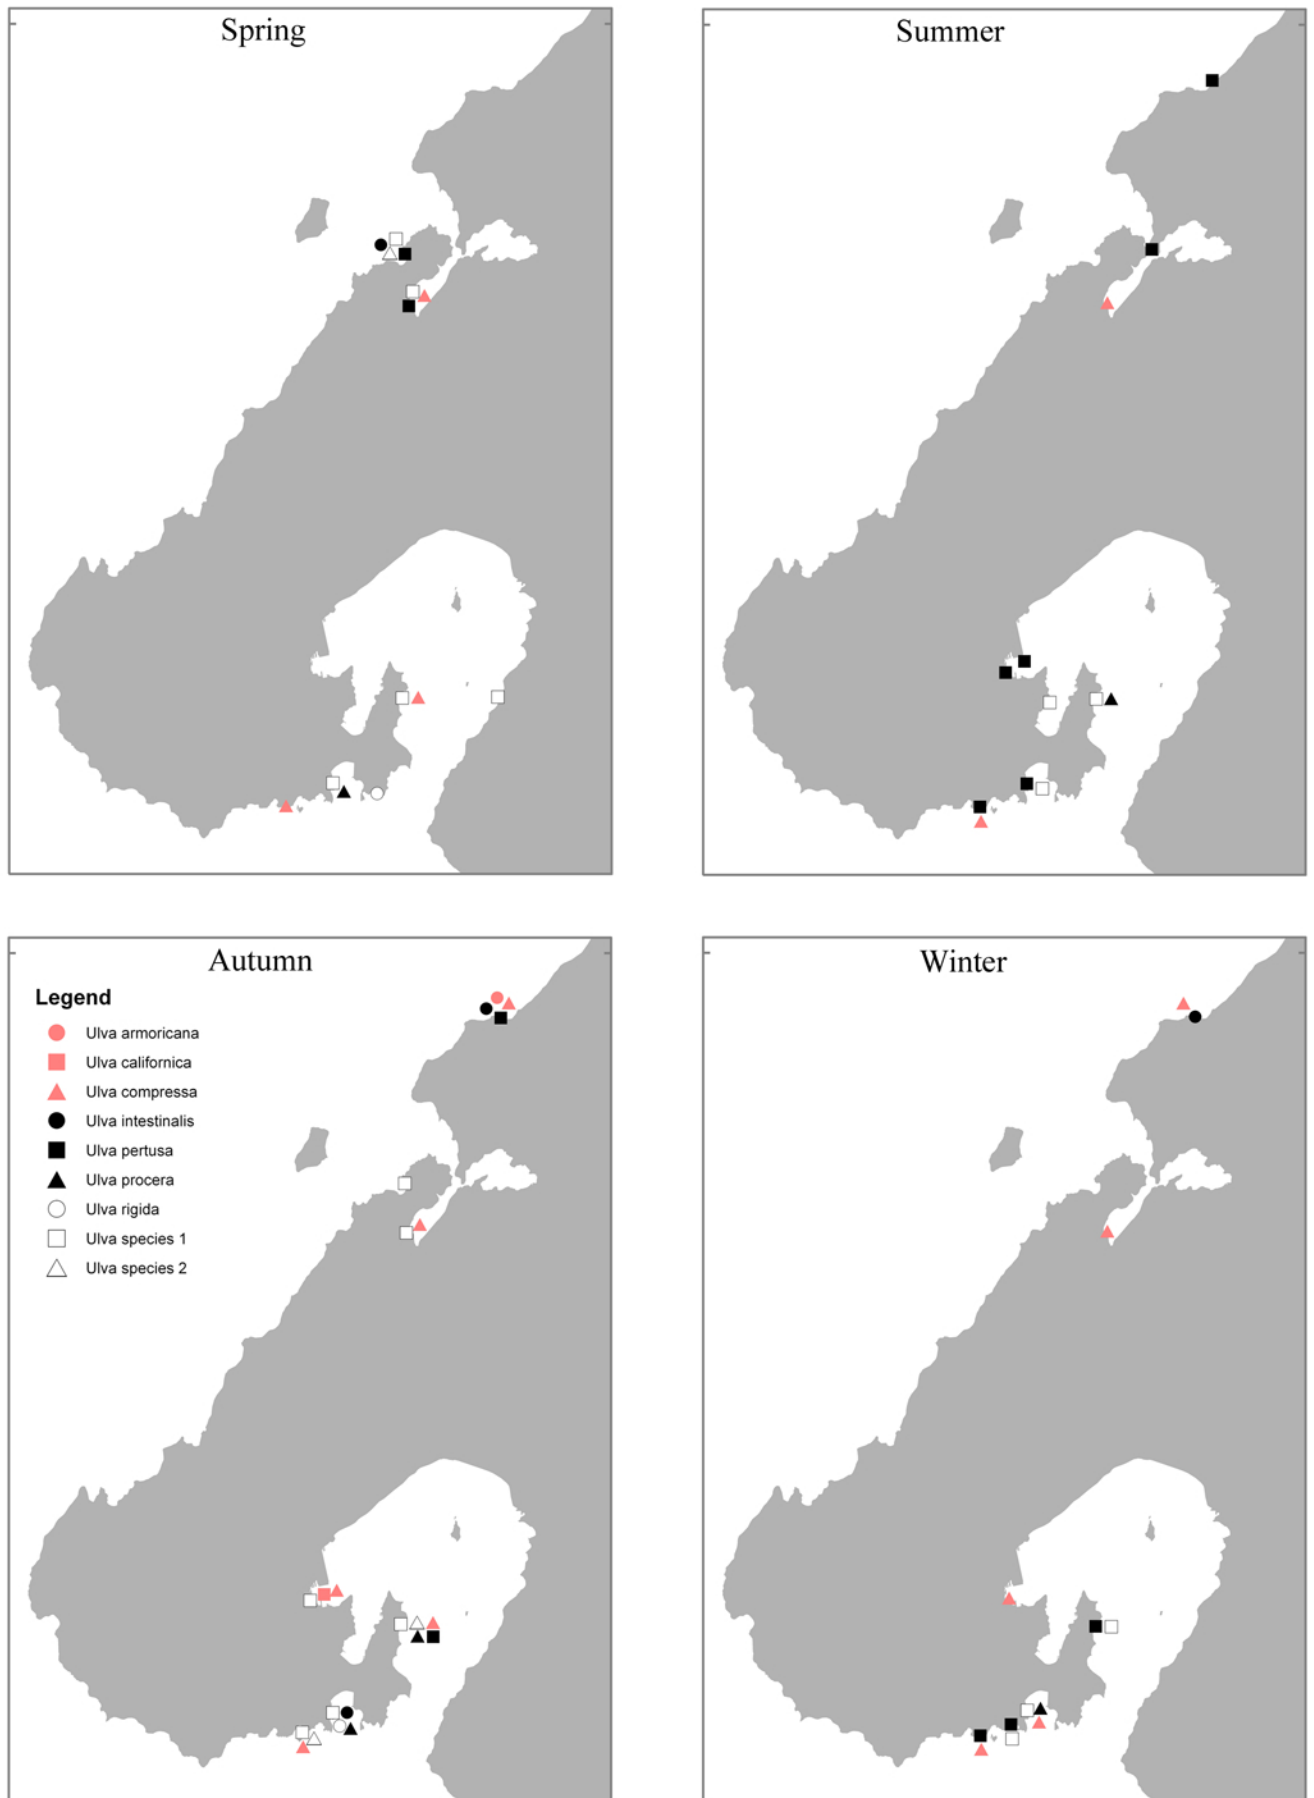 Spring
Summer
Autumn
Legend
Ulva armoricana
Ulva californica
Ulva compressa
Ulva intestinalis
Ulva pertusa
Ulva procera
Ulva rigida
Ulva species 1
Ulva species 2
Winter